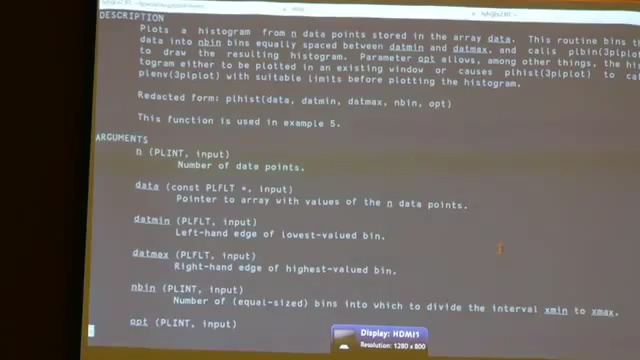 DESCRIPTION
Plots a histogram from n data points stored in the array data. This routine bins th
data into nbin bins equally spaced between datmin and datmax, and calls plbin(3plpl
to draw the resulting histogram. Parameter opt allows, among other things, the hi
togram either to be plotted in an existing window or causes plhist(3plplot) to cal
plenv(3plplot) with suitable limits before plotting the histogram.
Redacted form: plhist(data, datmin, datmax, nbin, opt)
This function is used in example 5.
ARGUMENTS
n (PLINT, input)
Number of data points.
data (const PLFLT *, input)
Pointer to array with values of the n data points.
datmin (PLFLT, input)
Left-hand edge of lowest-valued bin.
datmax (PLFLT, input)
Right-hand edge of highest-valued bin.
nbin (PLINT, input)
Number of (equal-sized) bins into which to divide the interval xmin to xmax.
opt (PLINT, input)
Display: HDMI1
Resolution: 1280 x 800